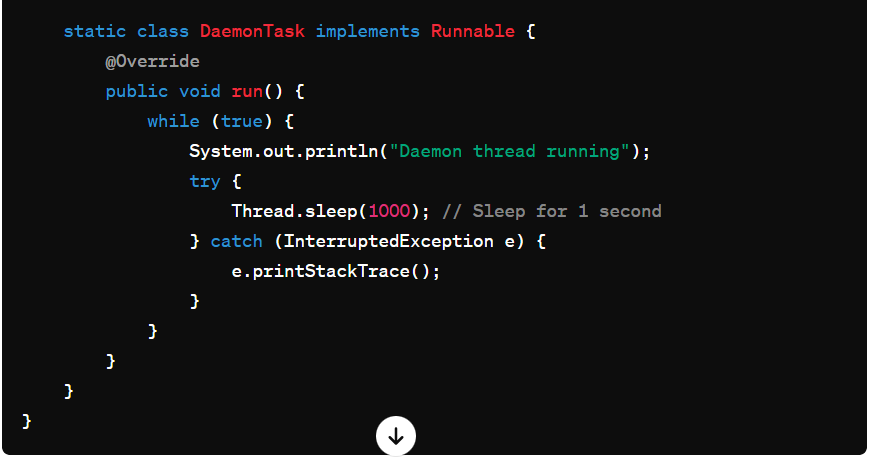 static class DaemonTask implements Runnable {
@Override
public void run() {
while (true) {
System.out.println("Daemon thread running");
try {
Thread.sleep(1000); // Sleep for 1 second
} catch (InterruptedException e) {
e.printStackTrace();
}
}
}
}
}